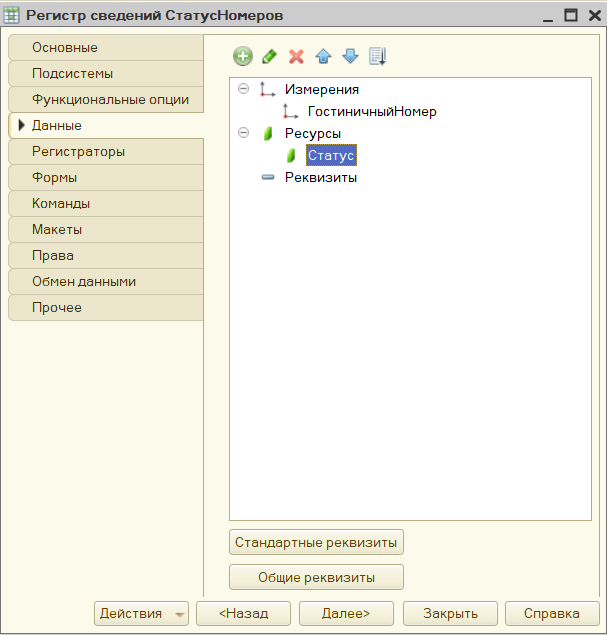 Регистр сведений СтатусНомеров
Основные
Подсистемы
Функциональные опции
Данные
Регистраторы
Формы
Команды
Макеты
Права
Обмен данными
Прочее
Измерения
ГостиничныйНомер
Ресурсы
Статус
Реквизиты
Стандартные реквизиты
Общие реквизиты
Действия
<Назад
Далее>
Закрыть
Справка